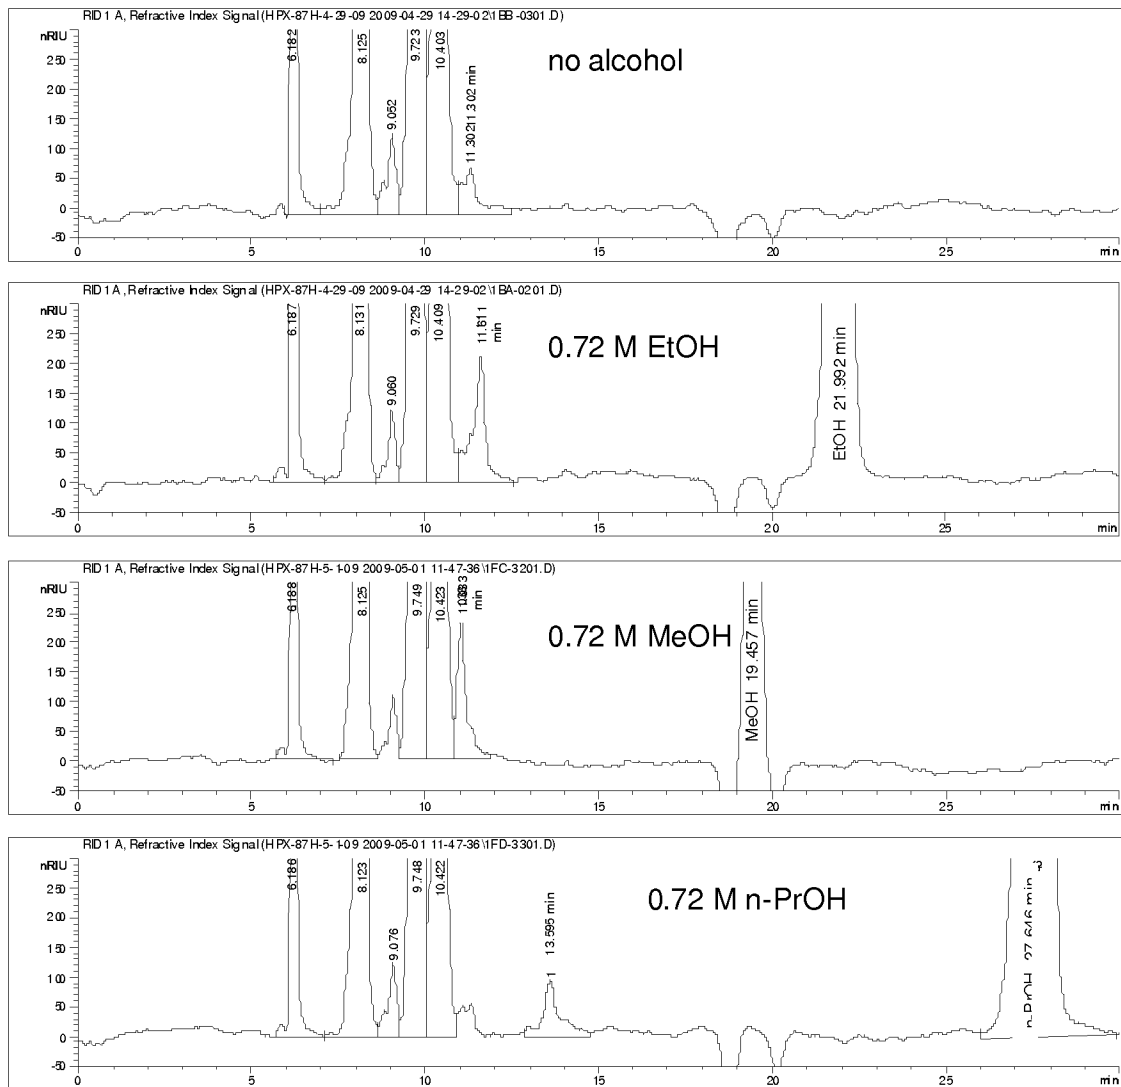 RID1 A, Refractive Index Signal (HPX-87H-4-29-09 2009-04-29 14-29-02\1BB-0301.D)
nRIU
250
200
150
100
50
0
-50
6.182
8.125
9.052
9.723
10.403
11.302 11.302 min
no alcohol
0 5 10 15 20 25 min
RID1 A, Refractive Index Signal (HPX-87H-4-29-09 2009-04-29 14-29-02\1BA-0201.D)
nRIU
250
200
150
100
50
0
-50
6.187
8.131
9.060
9.729
10.409
11.611
min
0.72 M EtOH
EtOH 21.992 min
0 5 10 15 20 25 min
RID1 A, Refractive Index Signal (HPX-87H-5-1-09 2009-05-01 11-47-36\1FC-3201.D)
nRIU
250
200
150
100
50
0
-50
6.188
8.125
9.749
10.423
min
0.72 M MeOH
MeOH 19.457 min
0 5 10 15 20 25 min
RID1 A, Refractive Index Signal (HPX-87H-5-1-09 2009-05-01 11-47-36\1FD-3301.D)
nRIU
250
200
150
100
50
0
-50
6.186
8.123
9.076
9.748
10.422
1 13.595 min
0.72 M n-PrOH
n-PrOH 27.646 min
0 5 10 15 20 25 min